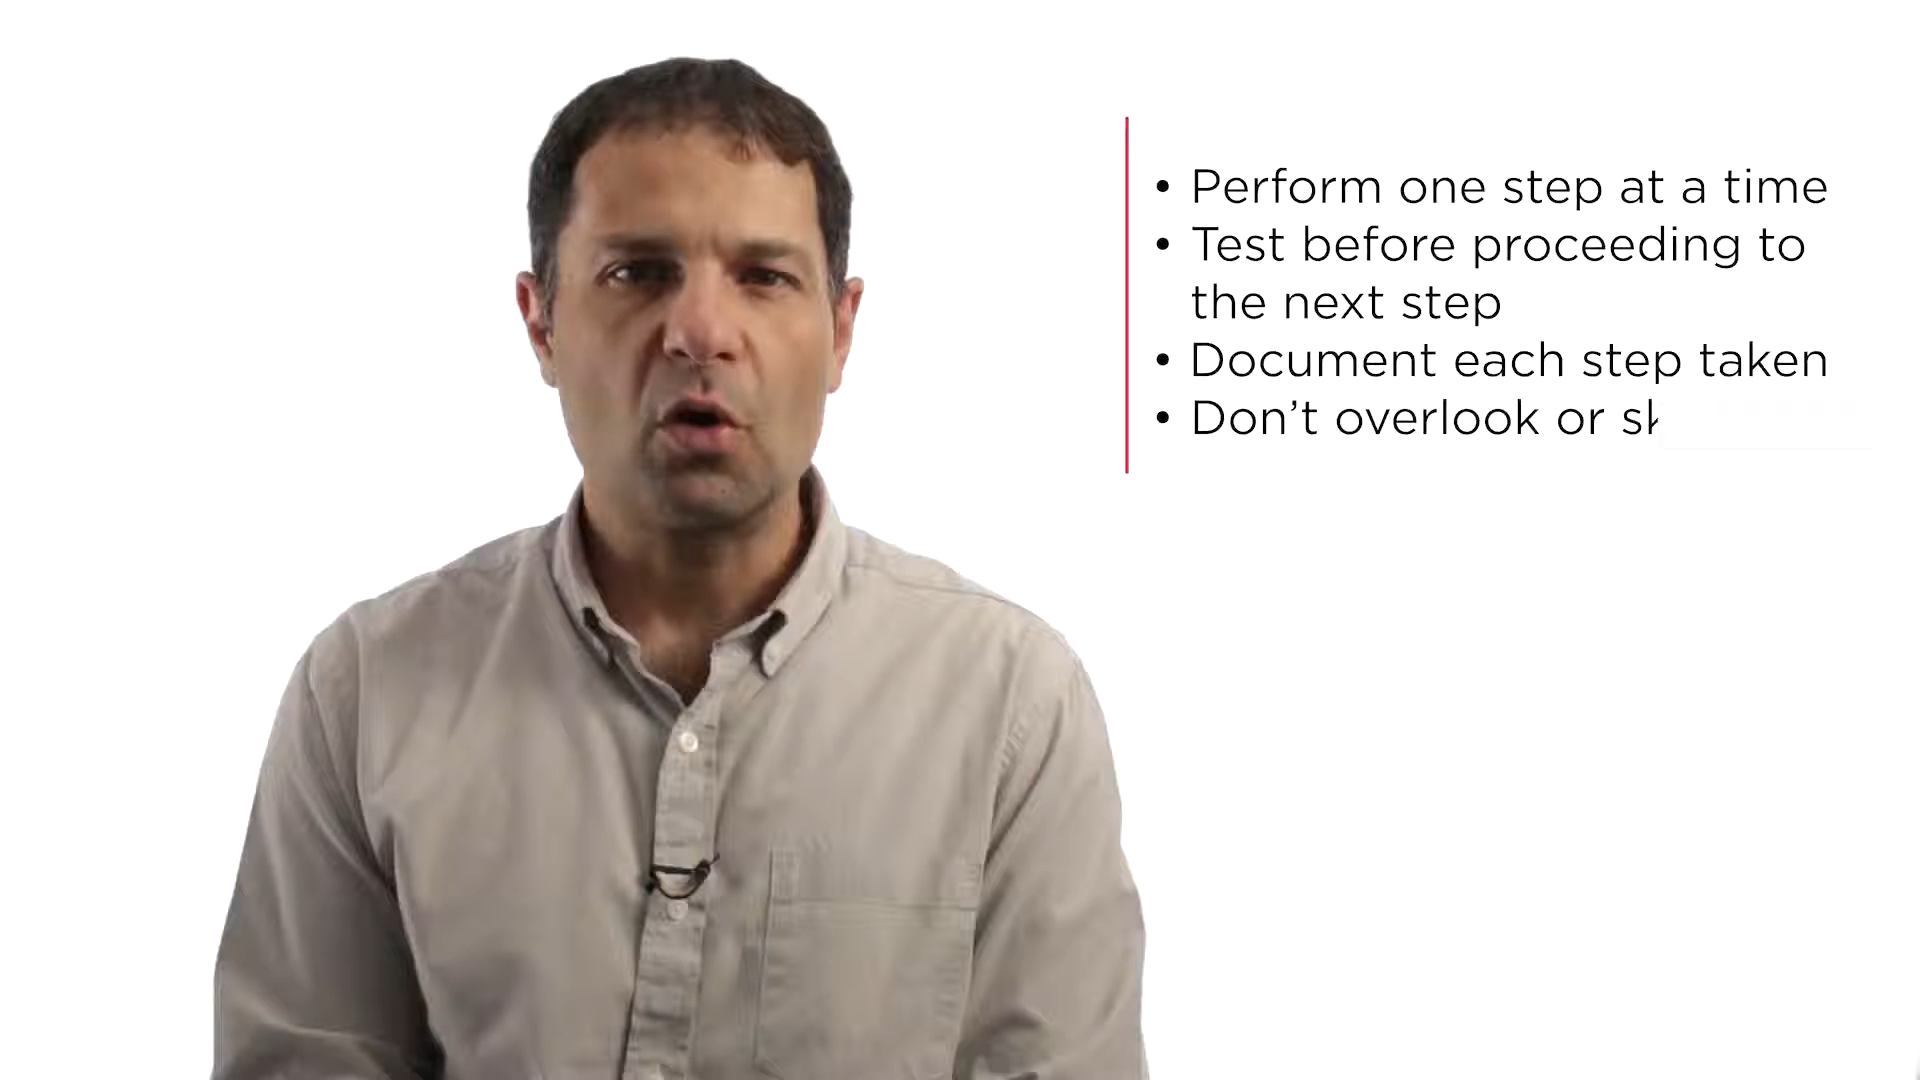 • Perform one step at a time
• Test before proceeding to
the next step
• Document each step taken
• Don’t overlook or